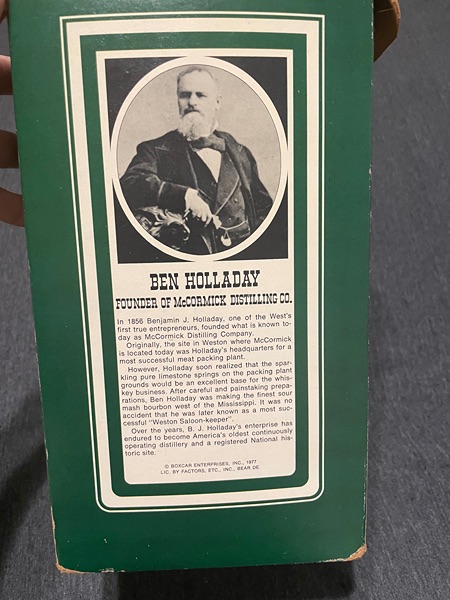 BEN HOLLADAY
FOUNDER OF McCORMICK DISTILLING CO.
In 1856 Benjamin J. Holladay, one of the West's
first true entrepreneurs, founded what is known to-
day as McCormick Distilling Company.
Originally, the site in Weston where McCormick
is located today was Holladay's headquarters for a
most successful meat packing plant.
However, Holladay soon realized that the spar-
kling pure limestone springs on the packing plant
grounds would be an excellent base for the whis-
key business. After careful and painstaking prepa-
rations, Ben Holladay was making the finest sour
mash bourbon west of the Mississippi. It was no
accident that he was later known as a most suc-
cessful "Weston Saloon-keeper".
Over the years, B. J. Holladay's enterprise has
endured to become America's oldest continuously
operating distillery and a registered National his-
toric site.
© BOXCAR ENTERPRISES, INC., 1977
LIC. BY FACTORS, ETC., INC., BEAR DE